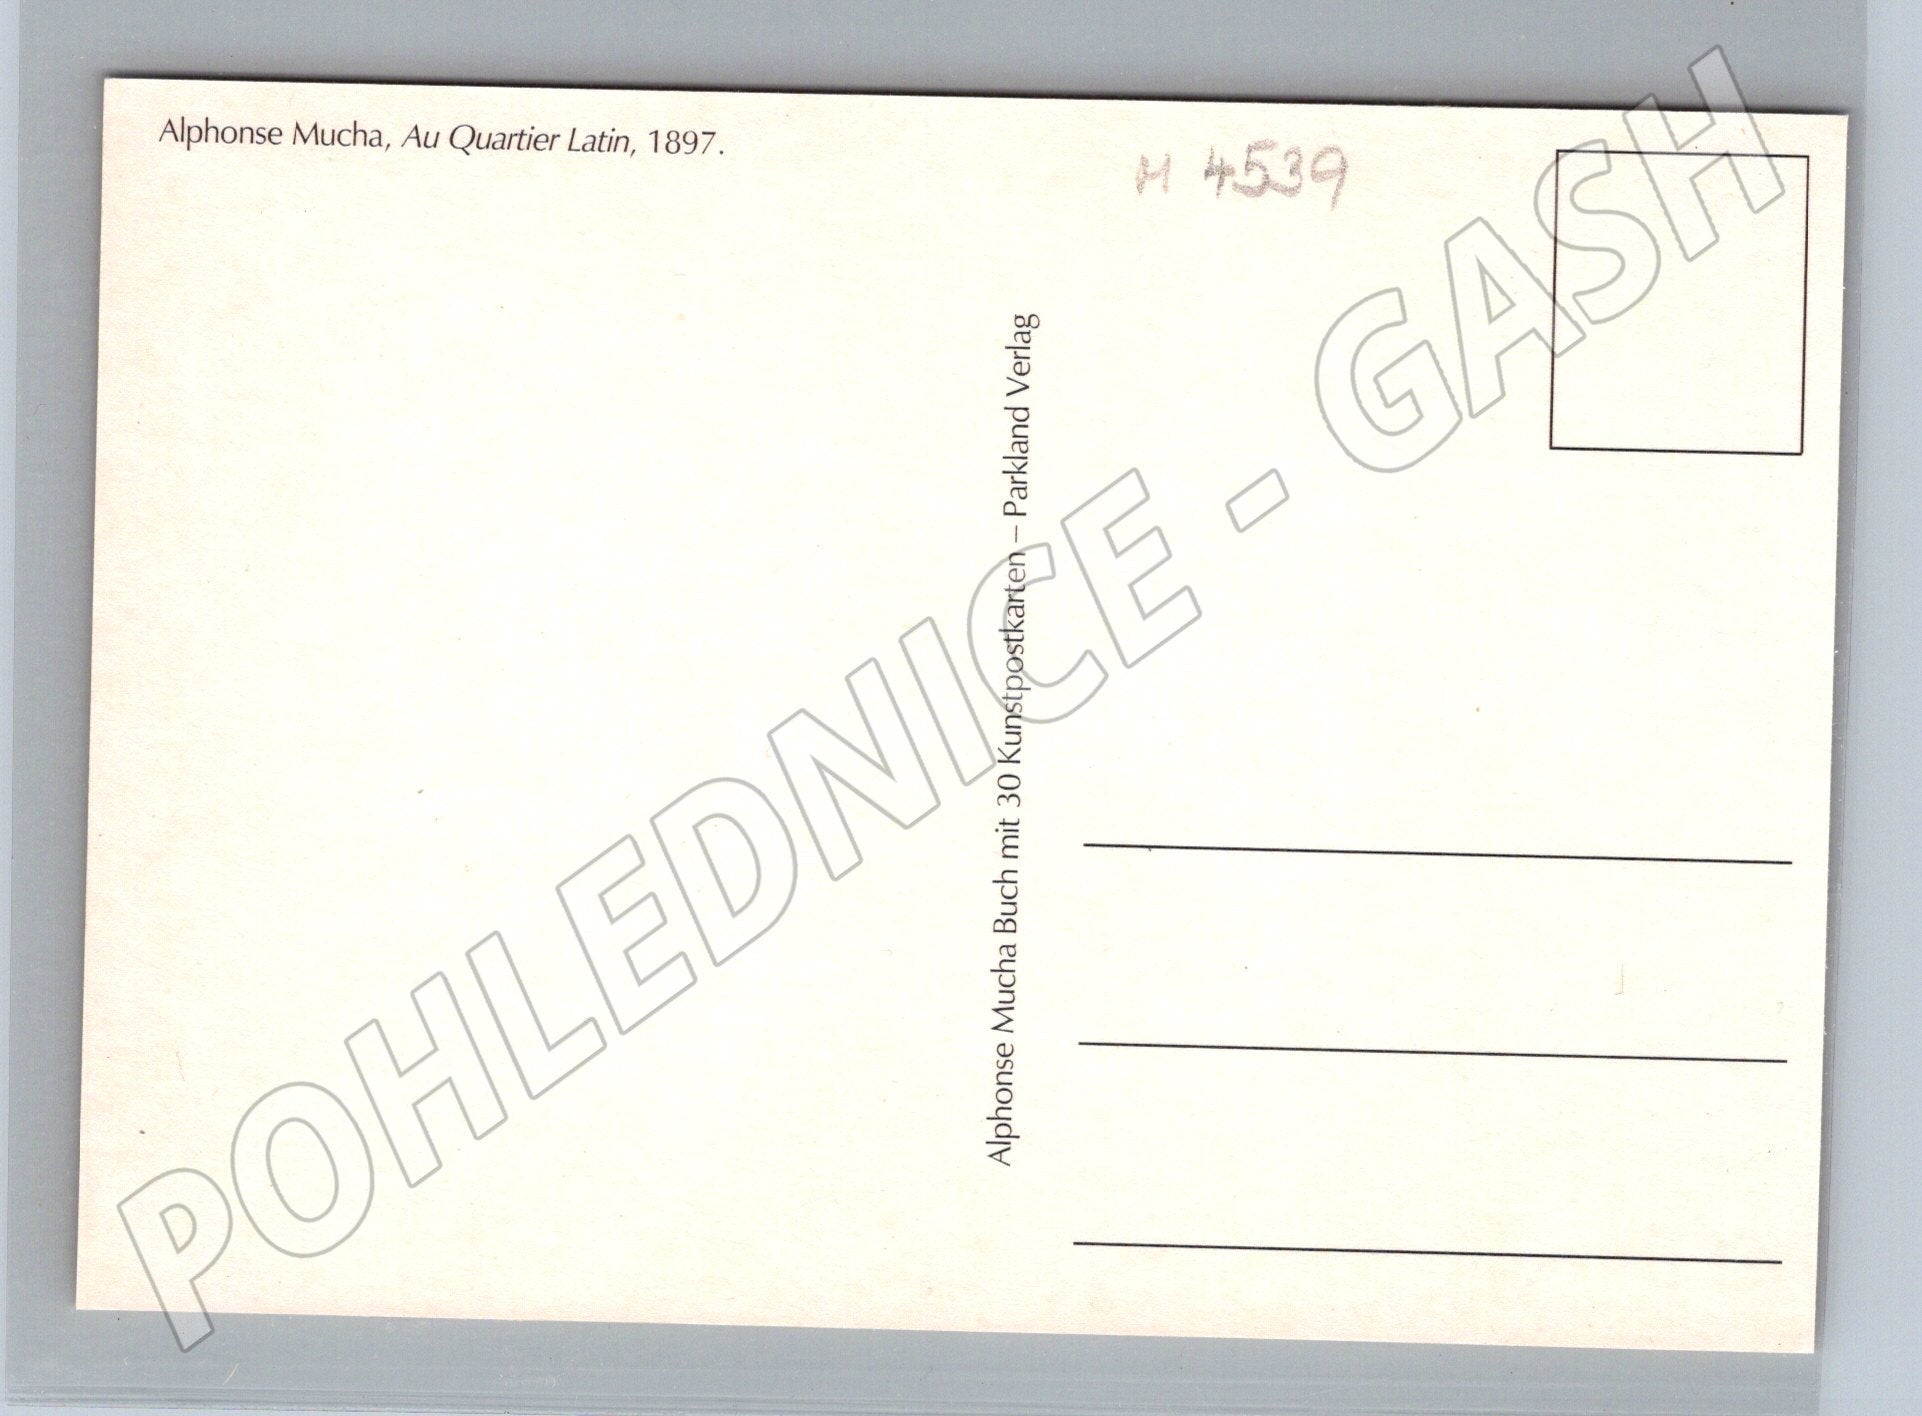 Alphonse Mucha, Au Quartier Latin, 1897.
M 4539
Alphonse Mucha Buch mit 30 Kunstpostkarten – Parkland Verlag
POHLEDNICE - GASH